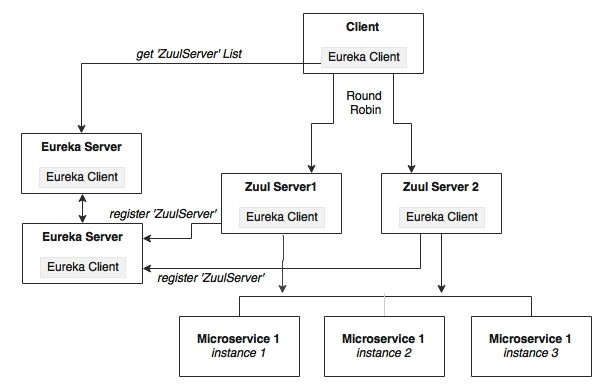 Client
Eureka Client
get 'ZuulServer' List
Round
Robin
Eureka Server
Eureka Client
Zuul Server1
Eureka Client
Zuul Server 2
Eureka Client
register 'ZuulServer'
Eureka Server
Eureka Client
register 'ZuulServer'
Microservice 1
instance 1
Microservice 1
instance 2
Microservice 1
instance 3